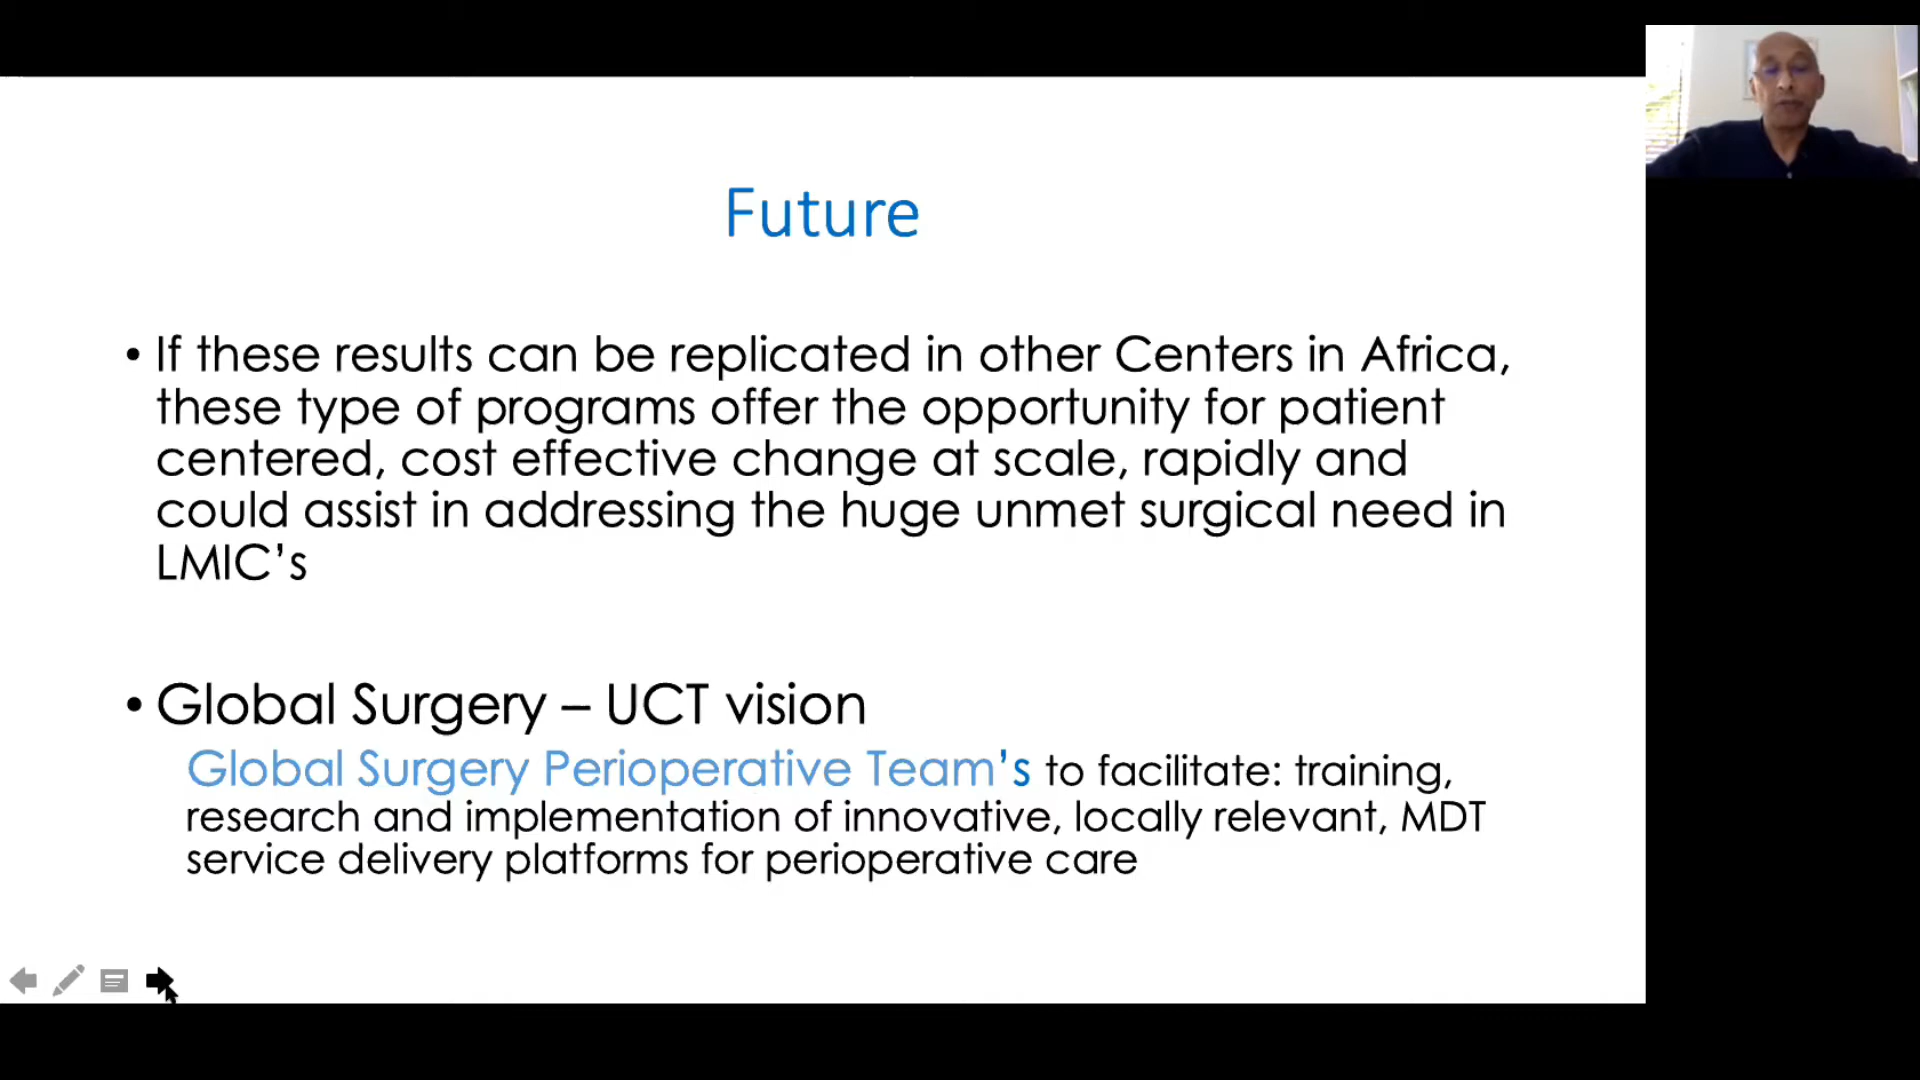 Future
• If these results can be replicated in other Centers in Africa,
these type of programs offer the opportunity for patient
centered, cost effective change at scale, rapidly and
could assist in addressing the huge unmet surgical need in
LMIC’s
• Global Surgery – UCT vision
Global Surgery Perioperative Team’s to facilitate: training,
research and implementation of innovative, locally relevant, MDT
service delivery platforms for perioperative care